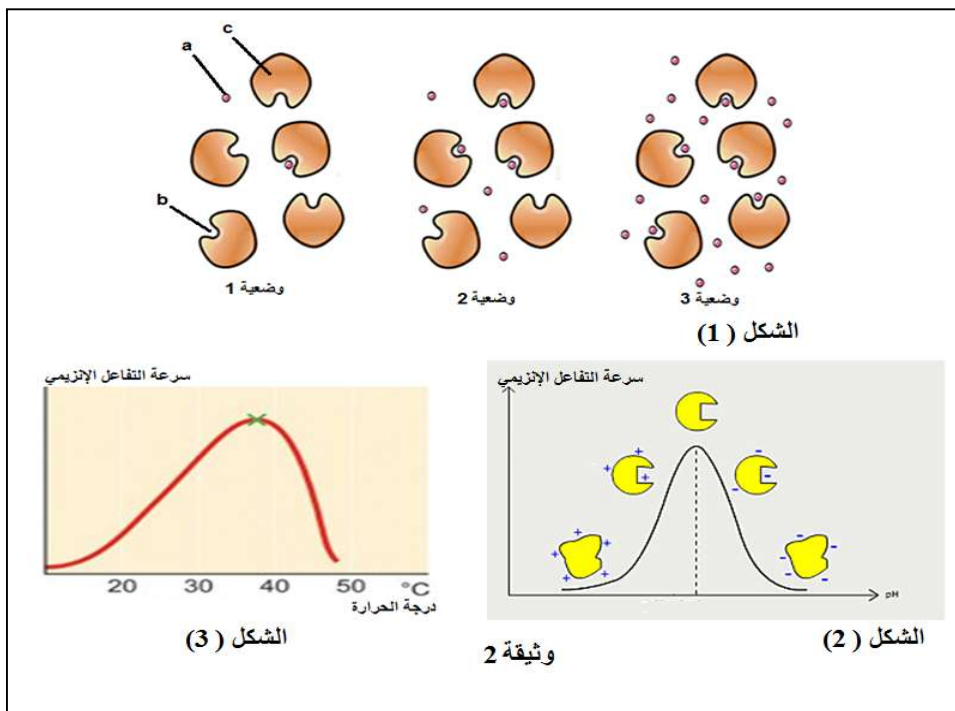 c
a
b
وضعية 1
وضعية 2
وضعية 3
الشكل ( 1)
سرعة التفاعل الإنزيمي
20 30 40 50 °C
درجة الحرارة
الشكل ( 3)
سرعة التفاعل الإنزيمي
+ + - -
+ + + + + - - - - -
pH
الشكل ( 2)
وثيقة 2